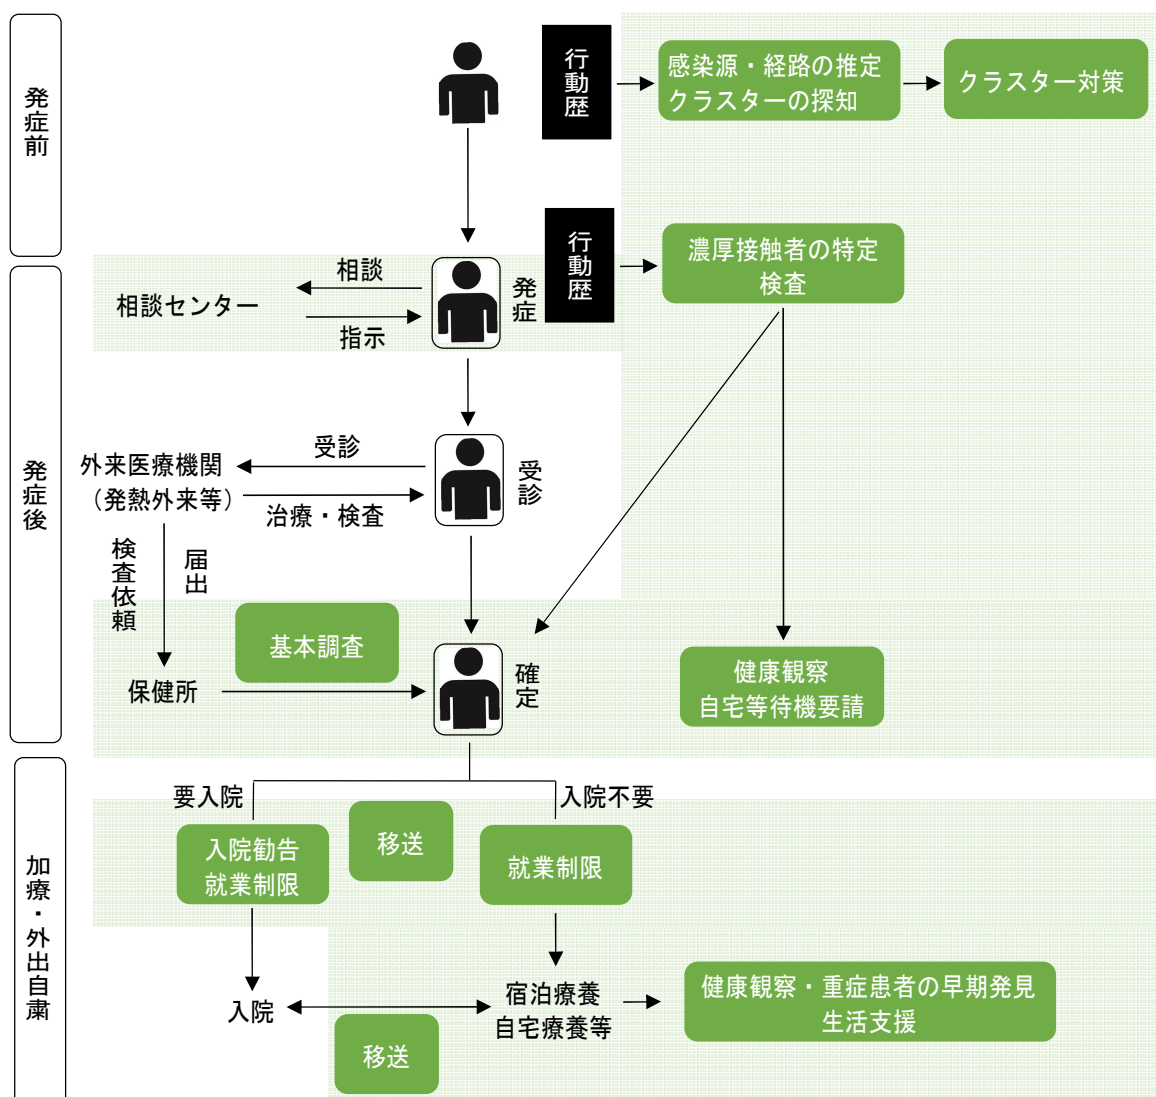 発症前
行動歴
感染源・経路の推定
クラスターの探知
クラスター対策
行動歴
濃厚接触者の特定
検査
発症後
相談
相談センター
指示
発症
受診
外来医療機関
（発熱外来等）
治療・検査
受診
検査依頼
届出
基本調査
保健所
確定
健康観察
自宅等待機要請
加療・外出自粛
要入院
入院不要
入院勧告
就業制限
移送
就業制限
入院
宿泊療養
自宅療養等
健康観察・重症患者の早期発見
生活支援
移送